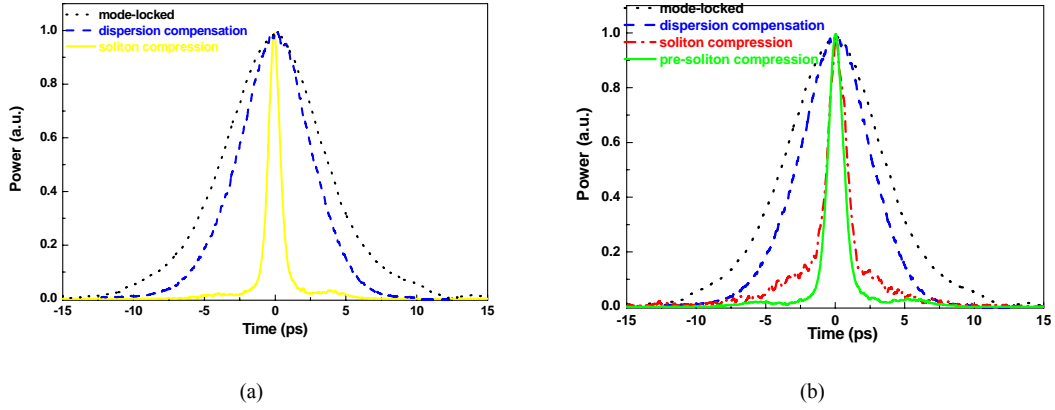 mode-locked
dispersion compensation
soliton compression
1.0
0.8
0.6
0.4
0.2
0.0
Power (a.u.)
-15 -10 -5 0 5 10 15
Time (ps)
(a)
mode-locked
dispersion compensation
soliton compression
pre-soliton compression
1.0
0.8
0.6
0.4
0.2
0.0
Power (a.u.)
-15 -10 -5 0 5 10 15
Time (ps)
(b)